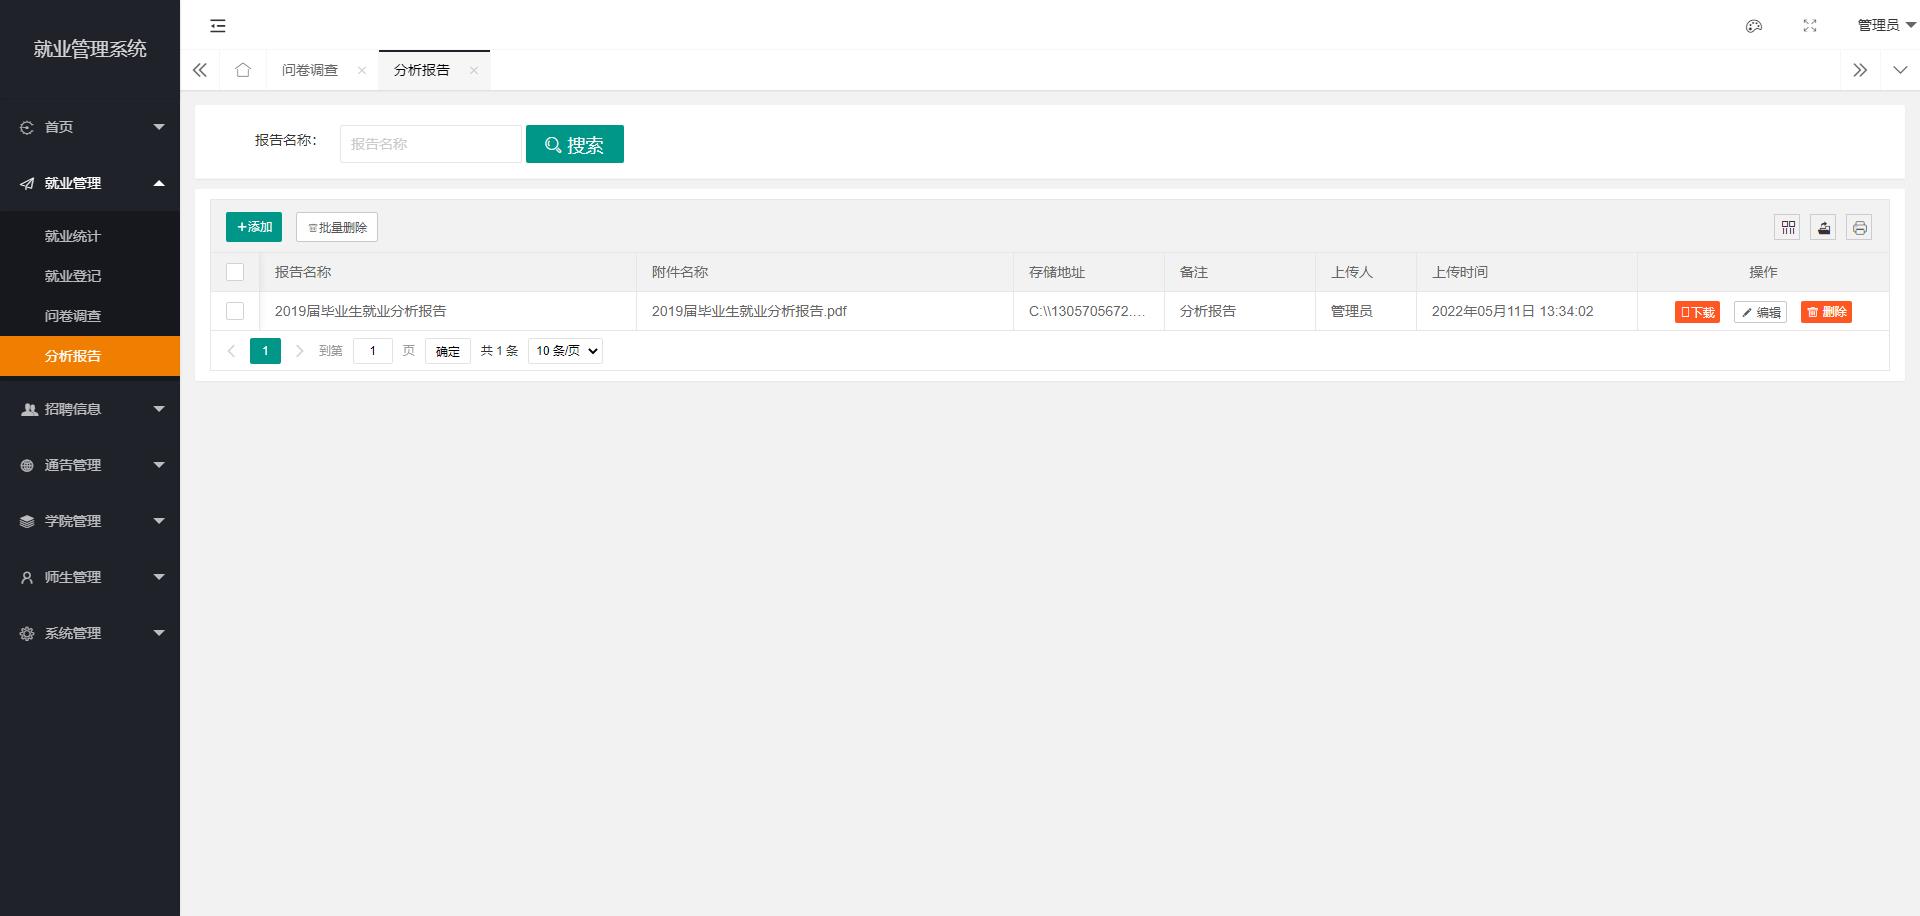 就业管理系统
首页
就业管理
就业统计
就业登记
问卷调查
分析报告
招聘信息
通告管理
学院管理
师生管理
系统管理
管理员
问卷调查 分析报告
报告名称： 报告名称 搜索
添加 批量删除
报告名称 附件名称 存储地址 备注 上传人 上传时间 操作
2019届毕业生就业分析报告 2019届毕业生就业分析报告.pdf C:\\1305705672.... 分析报告 管理员 2022年05月11日 13:34:02 下载 编辑 删除
1 到第 1 页 确定 共 1 条 10 条/页